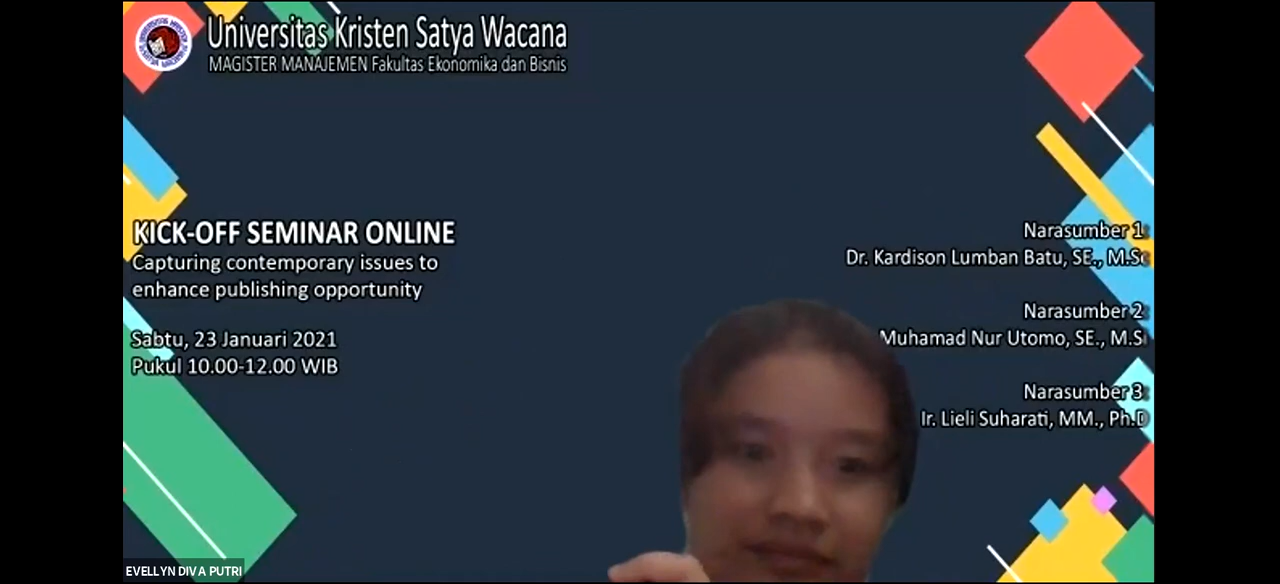 Universitas Kristen Satya Wacana
MAGISTER MANAJEMEN Fakultas Ekonomika dan Bisnis
KICK-OFF SEMINAR ONLINE
Capturing contemporary issues to
enhance publishing opportunity
Sabtu, 23 Januari 2021
Pukul 10.00-12.00 WIB
Narasumber 1:
Dr. Kardison Lumban Batu, SE., M.Sc
Narasumber 2
Muhamad Nur Utomo, SE., M.Si
Narasumber 3
Ir. Lieli Suharati, MM., Ph.D
EVELLYN DIVA PUTRI